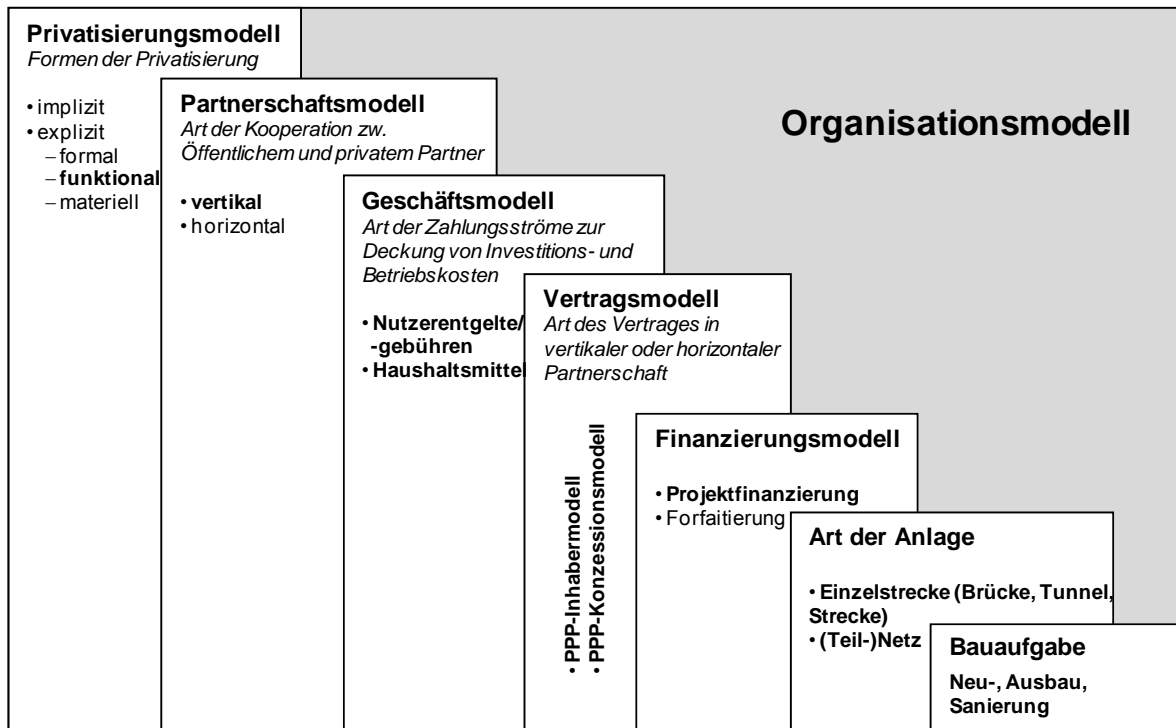 Privatisierungsmodell
Formen der Privatisierung
• implizit
• explizit
– formal
– funktional
– materiell
Partnerschaftsmodell
Art der Kooperation zw.
Öffentlichem und privatem Partner
• vertikal
• horizontal
Organisationsmodell
Geschäftsmodell
Art der Zahlungsströme zur
Deckung von Investitions- und
Betriebskosten
• Nutzerentgelte/
-gebühren
• Haushaltsmittel
Vertragsmodell
Art des Vertrages in
vertikaler oder horizontaler
Partnerschaft
• PPP-Inhabermodell
• PPP-Konzessionsmodell
Finanzierungsmodell
• Projektfinanzierung
• Forfaitierung
Art der Anlage
• Einzelstrecke (Brücke, Tunnel,
Strecke)
• (Teil-)Netz
Bauaufgabe
Neu-, Ausbau,
Sanierung